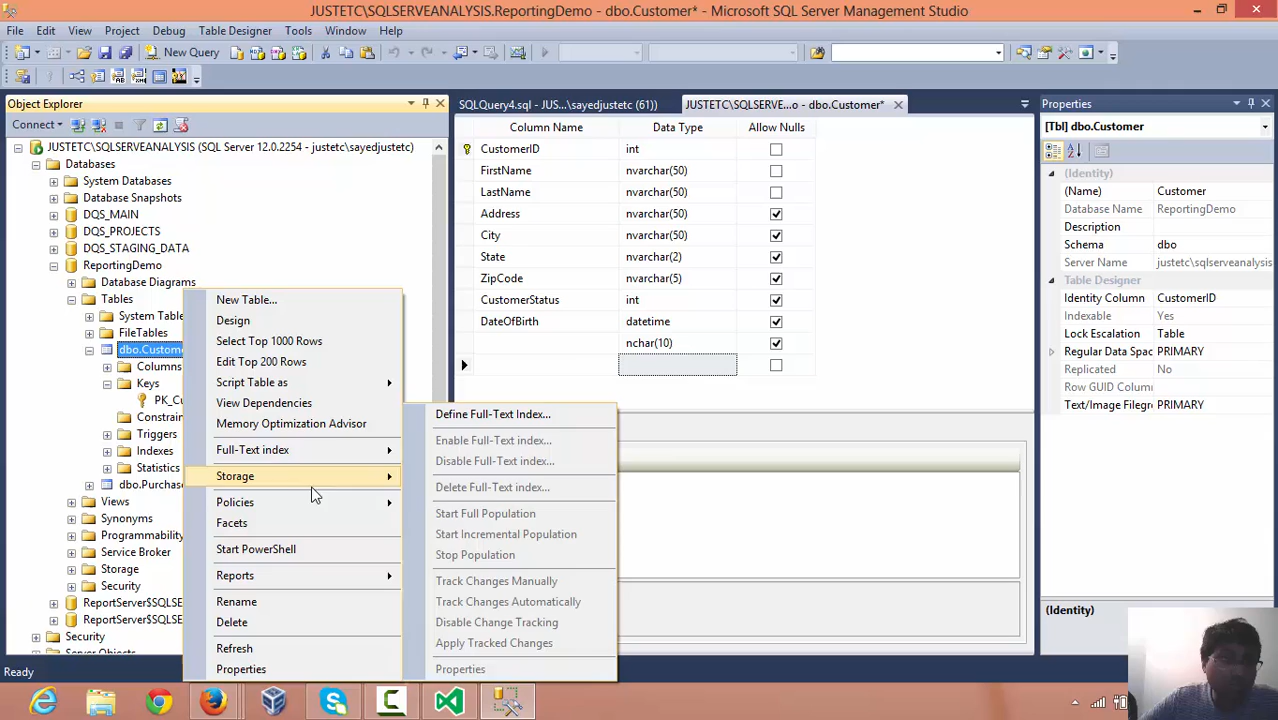 JUSTETC\SQLSERVEANALYSIS.ReportingDemo - dbo.Customer* - Microsoft SQL Server Management Studio
File Edit View Project Debug Table Designer Tools Window Help
New Query
Object Explorer
SQLQuery4.sql - JUS...\sayedjustetc (61))
JUSTETC\SQLSERVE...o - dbo.Customer*
Properties
Connect
JUSTETC\SQLSERVEANALYSIS (SQL Server 12.0.2254 - justetc\sayedjustetc)
Databases
System Databases
Database Snapshots
DQS_MAIN
DQS_PROJECTS
DQS_STAGING_DATA
ReportingDemo
Database Diagrams
Tables
System Table
FileTables
dbo.Custome
Columns
Keys
PK_Cu
Constrain
Triggers
Indexes
Statistics
dbo.Purchas
Views
Synonyms
Programmability
Service Broker
Storage
Security
ReportServer$SQLSE
ReportServer$SQLSE
Security
Server Objects
New Table...
Design
Select Top 1000 Rows
Edit Top 200 Rows
Script Table as
View Dependencies
Memory Optimization Advisor
Full-Text index
Storage
Policies
Facets
Start PowerShell
Reports
Rename
Delete
Refresh
Properties
Define Full-Text Index...
Enable Full-Text index...
Disable Full-Text index...
Delete Full-Text index...
Start Full Population
Start Incremental Population
Stop Population
Track Changes Manually
Track Changes Automatically
Disable Change Tracking
Apply Tracked Changes
Properties
Column Name Data Type Allow Nulls
CustomerID int
FirstName nvarchar(50)
LastName nvarchar(50)
Address nvarchar(50)
City nvarchar(50)
State nvarchar(2)
ZipCode nvarchar(5)
CustomerStatus int
DateOfBirth datetime
nchar(10)
[Tbl] dbo.Customer
(Identity)
(Name) Customer
Database Name ReportingDemo
Description
Schema dbo
Server Name justetc\sqlserveanalysis
Table Designer
Identity Column CustomerID
Indexable Yes
Lock Escalation Table
Regular Data Spac PRIMARY
Replicated No
Row GUID Column
Text/Image Filegr PRIMARY
(Identity)
Ready